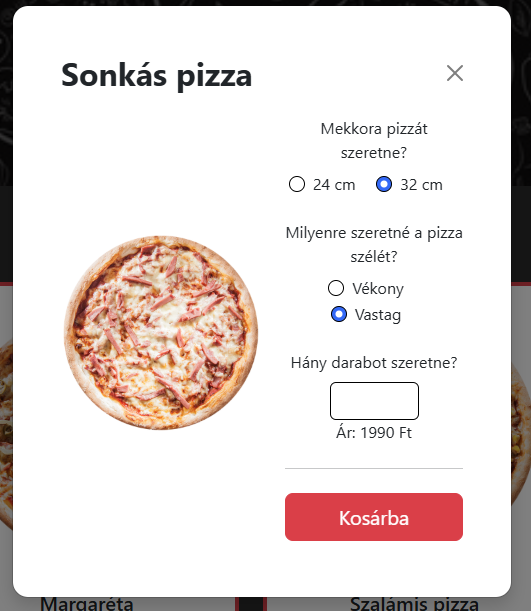 Sonkás pizza
Mekkora pizzát
szeretne?
24 cm 32 cm
Milyenre szeretné a pizza
szélét?
Vékony
Vastag
Hány darabot szeretne?
Ár: 1990 Ft
Kosárba
Margaréta
Szalámis pizza